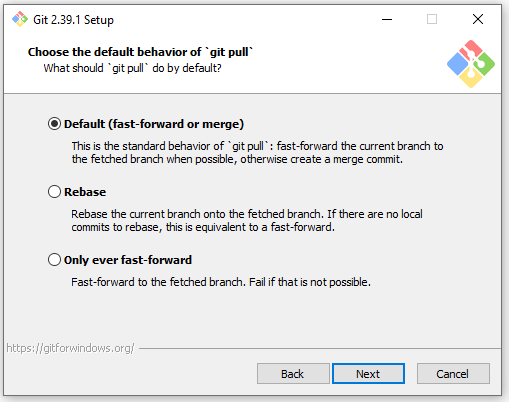 Git 2.39.1 Setup
Choose the default behavior of `git pull`
What should `git pull` do by default?
Default (fast-forward or merge)
This is the standard behavior of `git pull`: fast-forward the current branch to
the fetched branch when possible, otherwise create a merge commit.
Rebase
Rebase the current branch onto the fetched branch. If there are no local
commits to rebase, this is equivalent to a fast-forward.
Only ever fast-forward
Fast-forward to the fetched branch. Fail if that is not possible.
https://gitforwindows.org/
Back
Next
Cancel